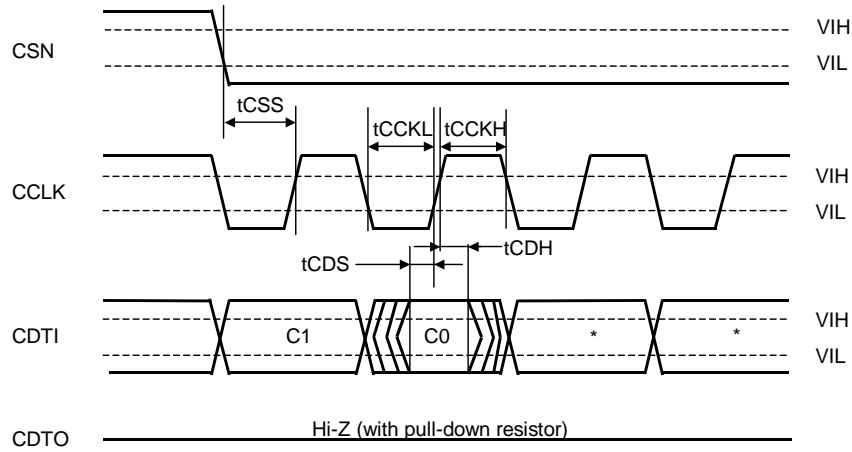 VIH
CSN
VIL
tCSS
tCCKL
tCCKH
VIH
CCLK
VIL
tCDS
tCDH
VIH
CDTI
C1
C0
*
*
VIL
Hi-Z (with pull-down resistor)
CDTO